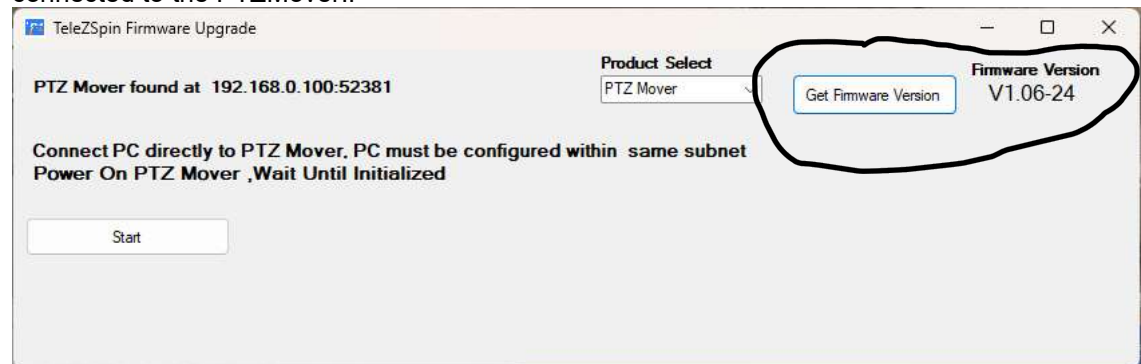 TeleZSpin Firmware Upgrade
PTZ Mover found at 192.168.0.100:52381
Product Select
PTZ Mover
Get Firmware Version
Firmware Version
V1.06-24
Connect PC directly to PTZ Mover, PC must be configured within same subnet
Power On PTZ Mover ,Wait Until Initialized
Start